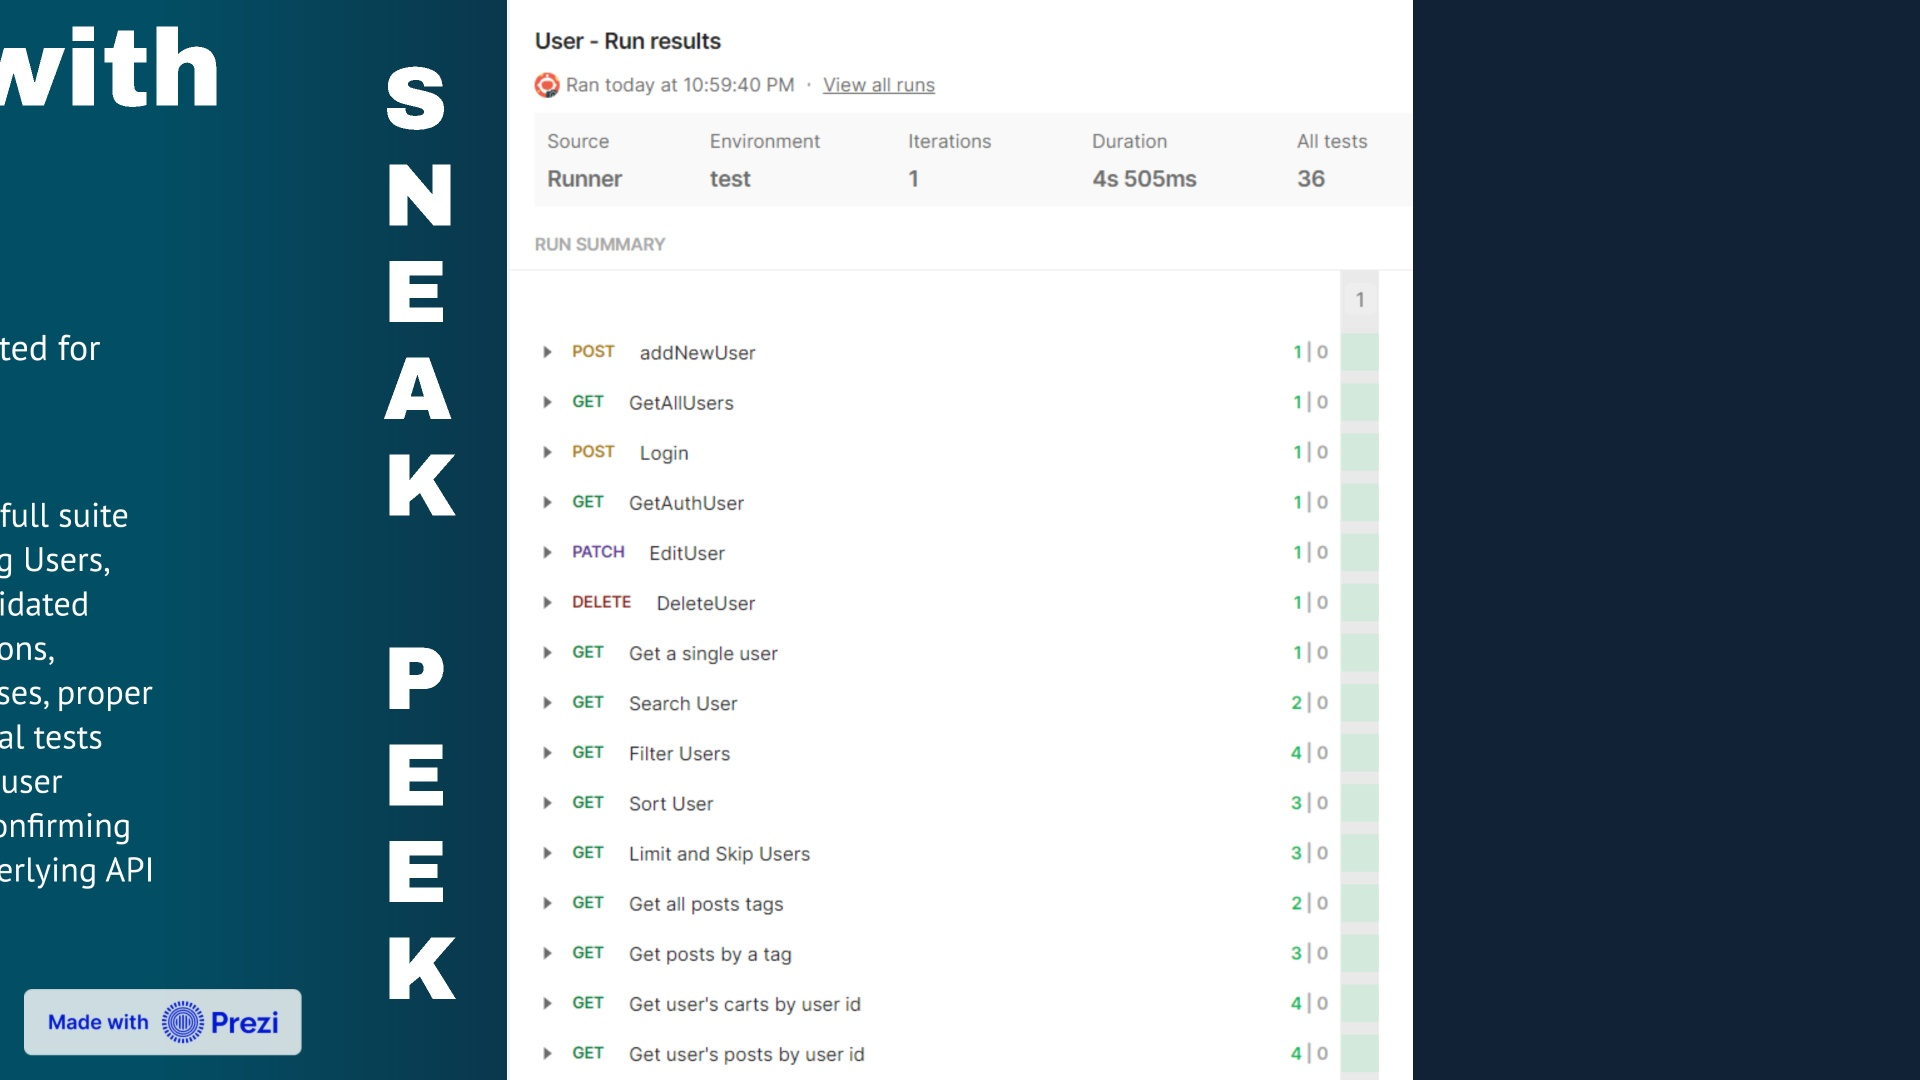 with
ted for
full suite
g Users,
idated
ons,
ses, proper
al tests
user
onfirming
erlying API
Made with Prezi
SNEAK PEEK
User - Run results
Ran today at 10:59:40 PM · View all runs
Source Environment Iterations Duration All tests
Runner test 1 4s 505ms 36
RUN SUMMARY
1
POST addNewUser 1 | 0
GET GetAllUsers 1 | 0
POST Login 1 | 0
GET GetAuthUser 1 | 0
PATCH EditUser 1 | 0
DELETE DeleteUser 1 | 0
GET Get a single user 1 | 0
GET Search User 2 | 0
GET Filter Users 4 | 0
GET Sort User 3 | 0
GET Limit and Skip Users 3 | 0
GET Get all posts tags 2 | 0
GET Get posts by a tag 3 | 0
GET Get user's carts by user id 4 | 0
GET Get user's posts by user id 4 | 0